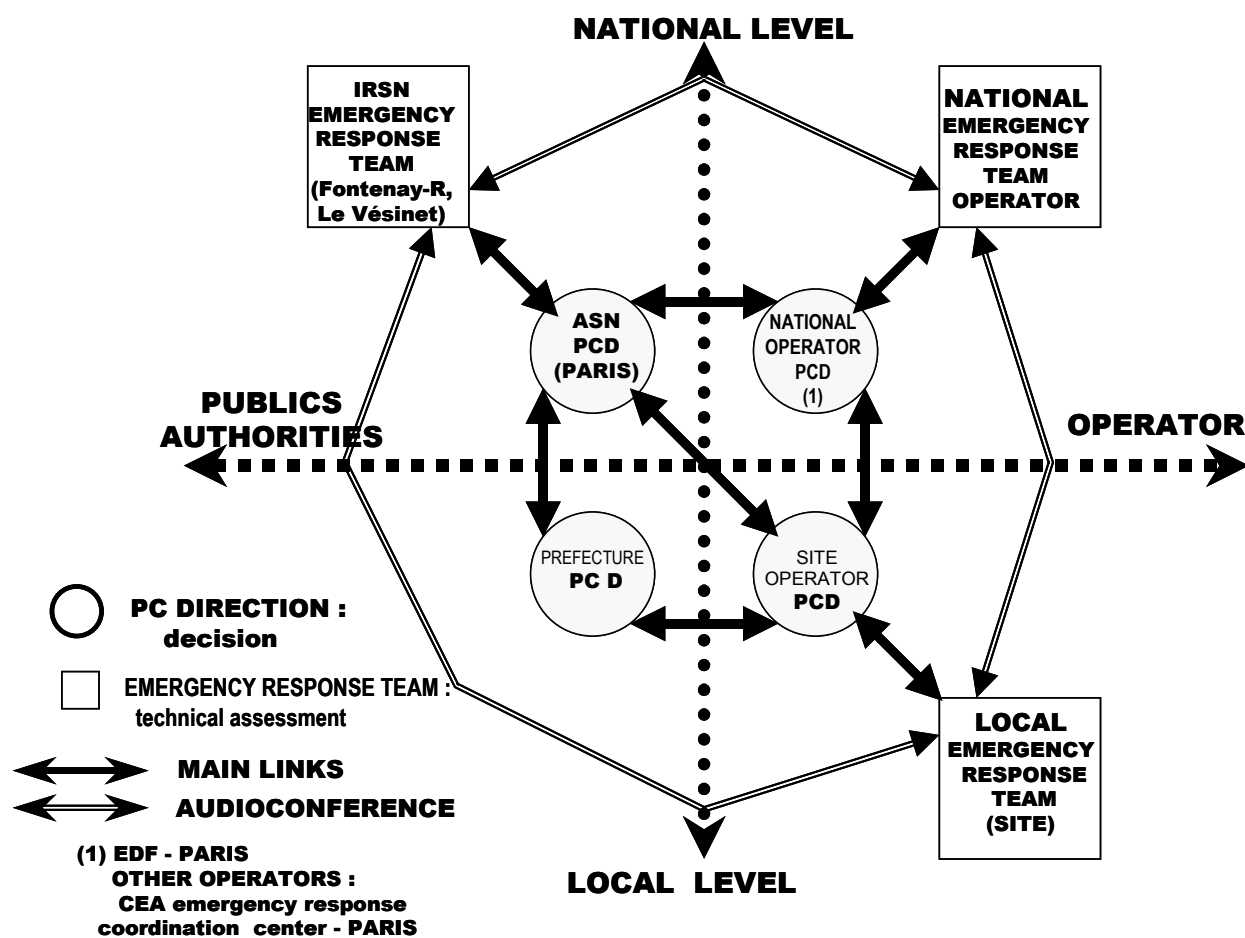 NATIONAL LEVEL
IRSN
EMERGENCY
RESPONSE
TEAM
(Fontenay-R,
Le Vésinet)
NATIONAL
EMERGENCY
RESPONSE
TEAM
OPERATOR
ASN
PCD
(PARIS)
NATIONAL
OPERATOR
PCD
(1)
PUBLICS
AUTHORITIES
OPERATOR
PREFECTURE
PC D
SITE
OPERATOR
PCD
PC DIRECTION :
decision
EMERGENCY RESPONSE TEAM :
technical assessment
LOCAL
EMERGENCY
RESPONSE
TEAM
(SITE)
MAIN LINKS
AUDIOCONFERENCE
(1) EDF - PARIS
OTHER OPERATORS :
CEA emergency response
coordination center - PARIS
LOCAL LEVEL